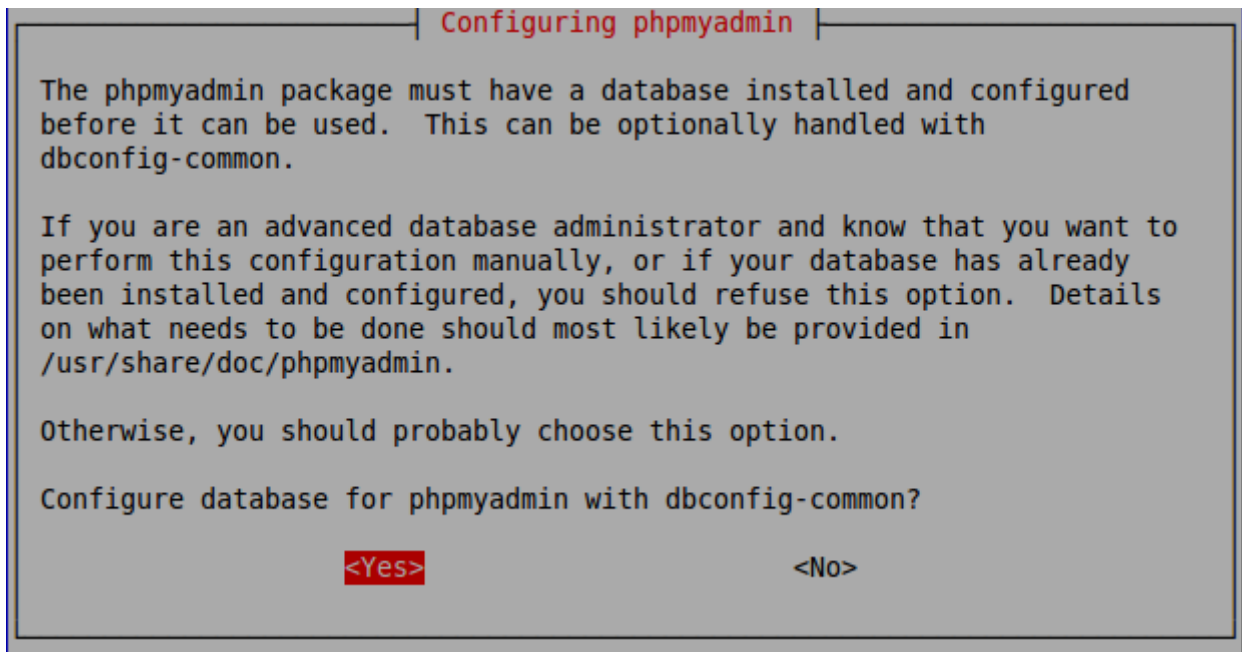 Configuring phpmyadmin
The phpmyadmin package must have a database installed and configured
before it can be used.  This can be optionally handled with
dbconfig-common.
If you are an advanced database administrator and know that you want to
perform this configuration manually, or if your database has already
been installed and configured, you should refuse this option.  Details
on what needs to be done should most likely be provided in
/usr/share/doc/phpmyadmin.
Otherwise, you should probably choose this option.
Configure database for phpmyadmin with dbconfig-common?
<Yes> <No>